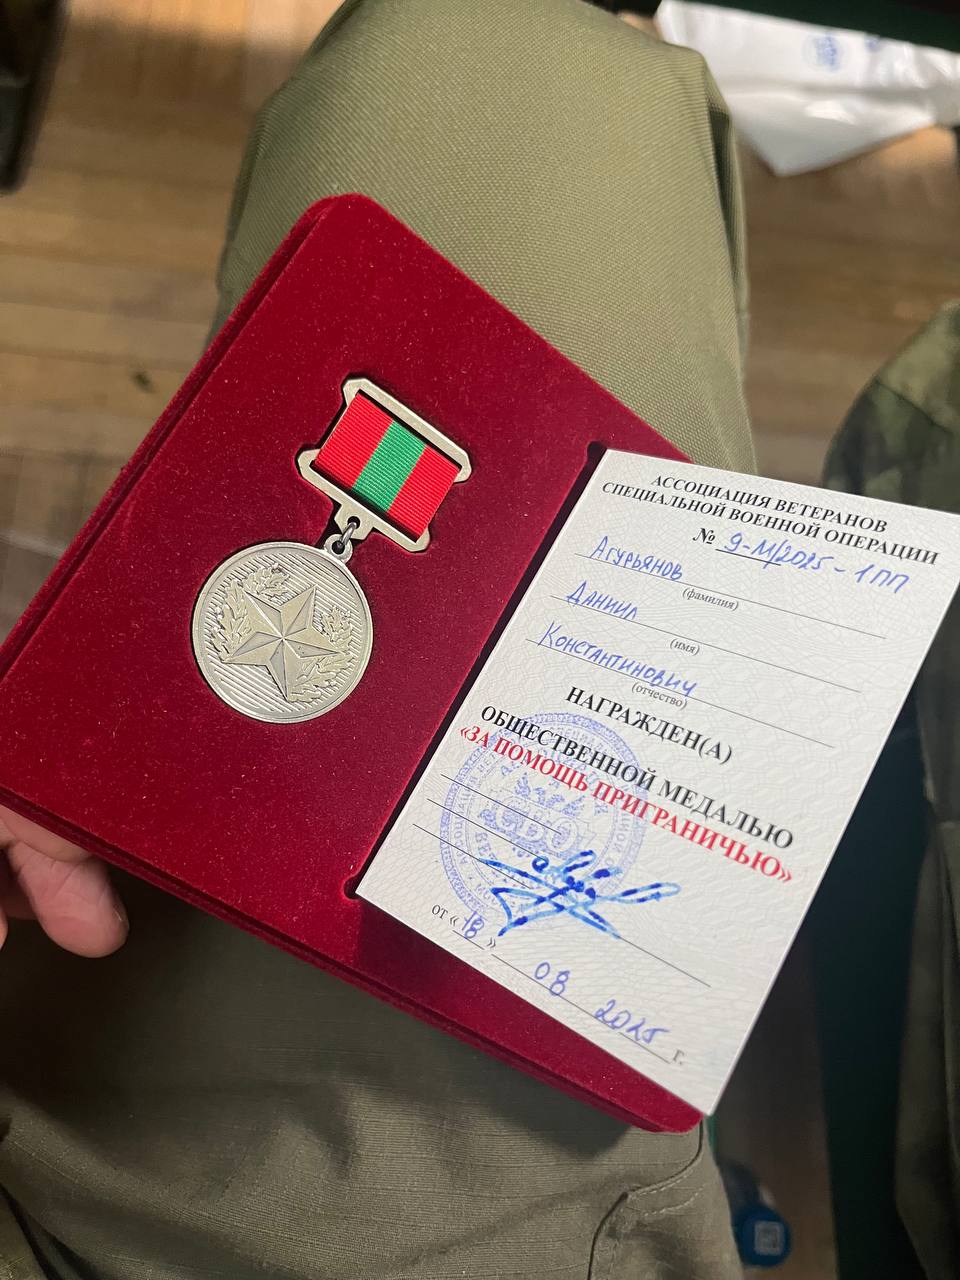 АССОЦИАЦИЯ ВЕТЕРАНОВ
СПЕЦИАЛЬНОЙ ВОЕННОЙ ОПЕРАЦИИ
№ 9-М/2025-1ПП
Агурьянов
(фамилия)
Даниил
(имя)
Константинович
(отчество)
НАГРАЖДЕН(А)
ОБЩЕСТВЕННОЙ МЕДАЛЬЮ
«ЗА ПОМОЩЬ ПРИГРАНИЧЬЮ»
от «18» 08 2025 г.